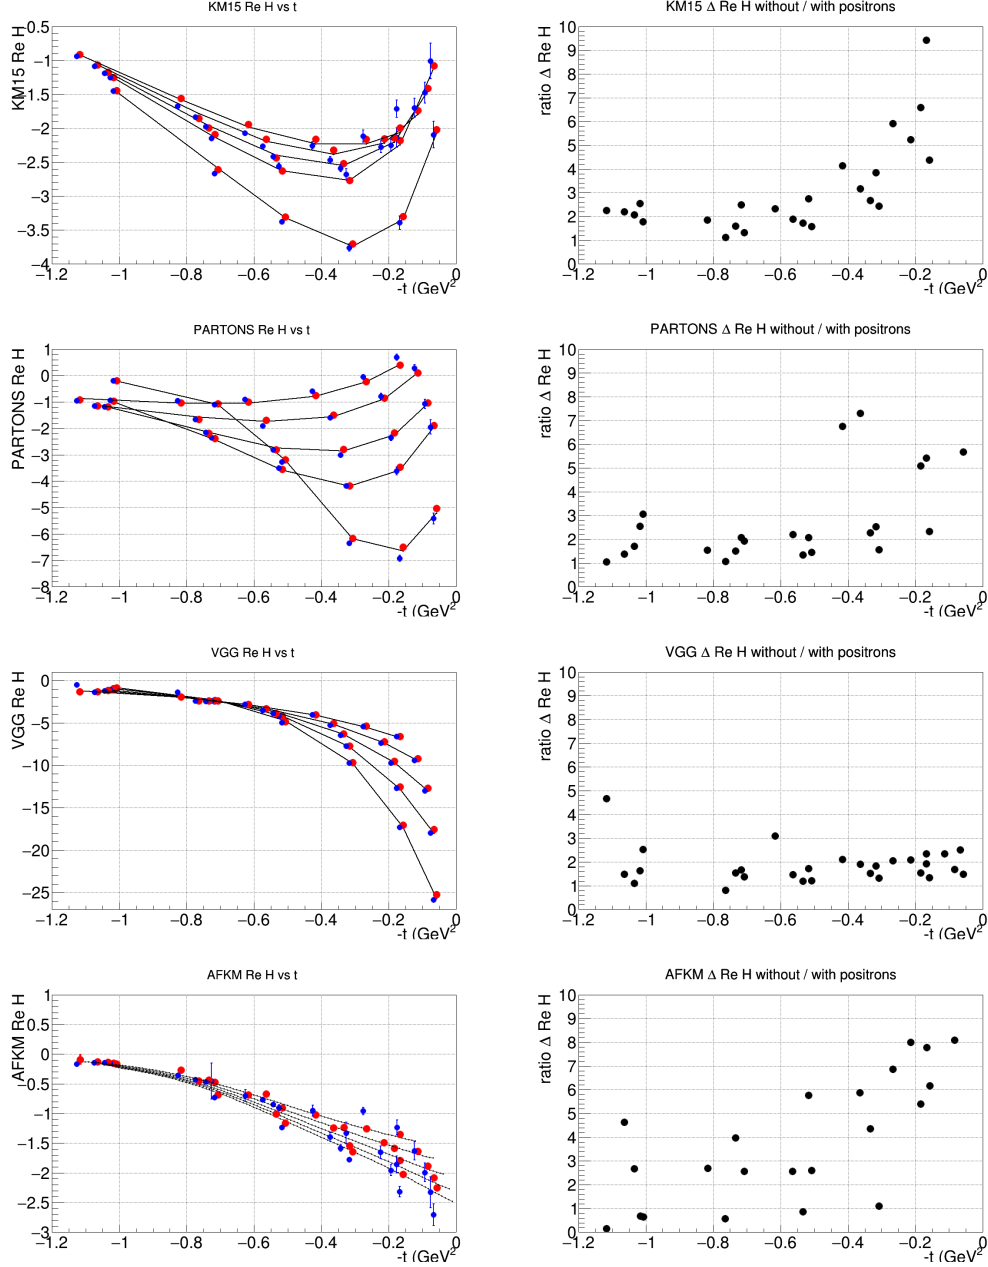 KM15 Re H vs t
KM15 Re H
−0.5
−1
−1.5
−2
−2.5
−3
−3.5
−4
−1.2 −1 −0.8 −0.6 −0.4 −0.2 0
-t (GeV2
KM15 Δ Re H without / with positrons
ratio Δ Re H
10
9
8
7
6
5
4
3
2
1
0
−1.2 −1 −0.8 −0.6 −0.4 −0.2 0
-t (GeV2
PARTONS Re H vs t
PARTONS Re H
1
0
−1
−2
−3
−4
−5
−6
−7
−8
−1.2 −1 −0.8 −0.6 −0.4 −0.2 0
-t (GeV2
PARTONS Δ Re H without / with positrons
ratio Δ Re H
10
9
8
7
6
5
4
3
2
1
0
−1.2 −1 −0.8 −0.6 −0.4 −0.2 0
-t (GeV2
VGG Re H vs t
VGG Re H
0
−5
−10
−15
−20
−25
−1.2 −1 −0.8 −0.6 −0.4 −0.2 0
-t (GeV2
VGG Δ Re H without / with positrons
ratio Δ Re H
10
9
8
7
6
5
4
3
2
1
0
−1.2 −1 −0.8 −0.6 −0.4 −0.2 0
-t (GeV2
AFKM Re H vs t
AFKM Re H
1
0.5
0
−0.5
−1
−1.5
−2
−2.5
−3
−1.2 −1 −0.8 −0.6 −0.4 −0.2 0
-t (GeV2
AFKM Δ Re H without / with positrons
ratio Δ Re H
10
9
8
7
6
5
4
3
2
1
0
−1.2 −1 −0.8 −0.6 −0.4 −0.2 0
-t (GeV2